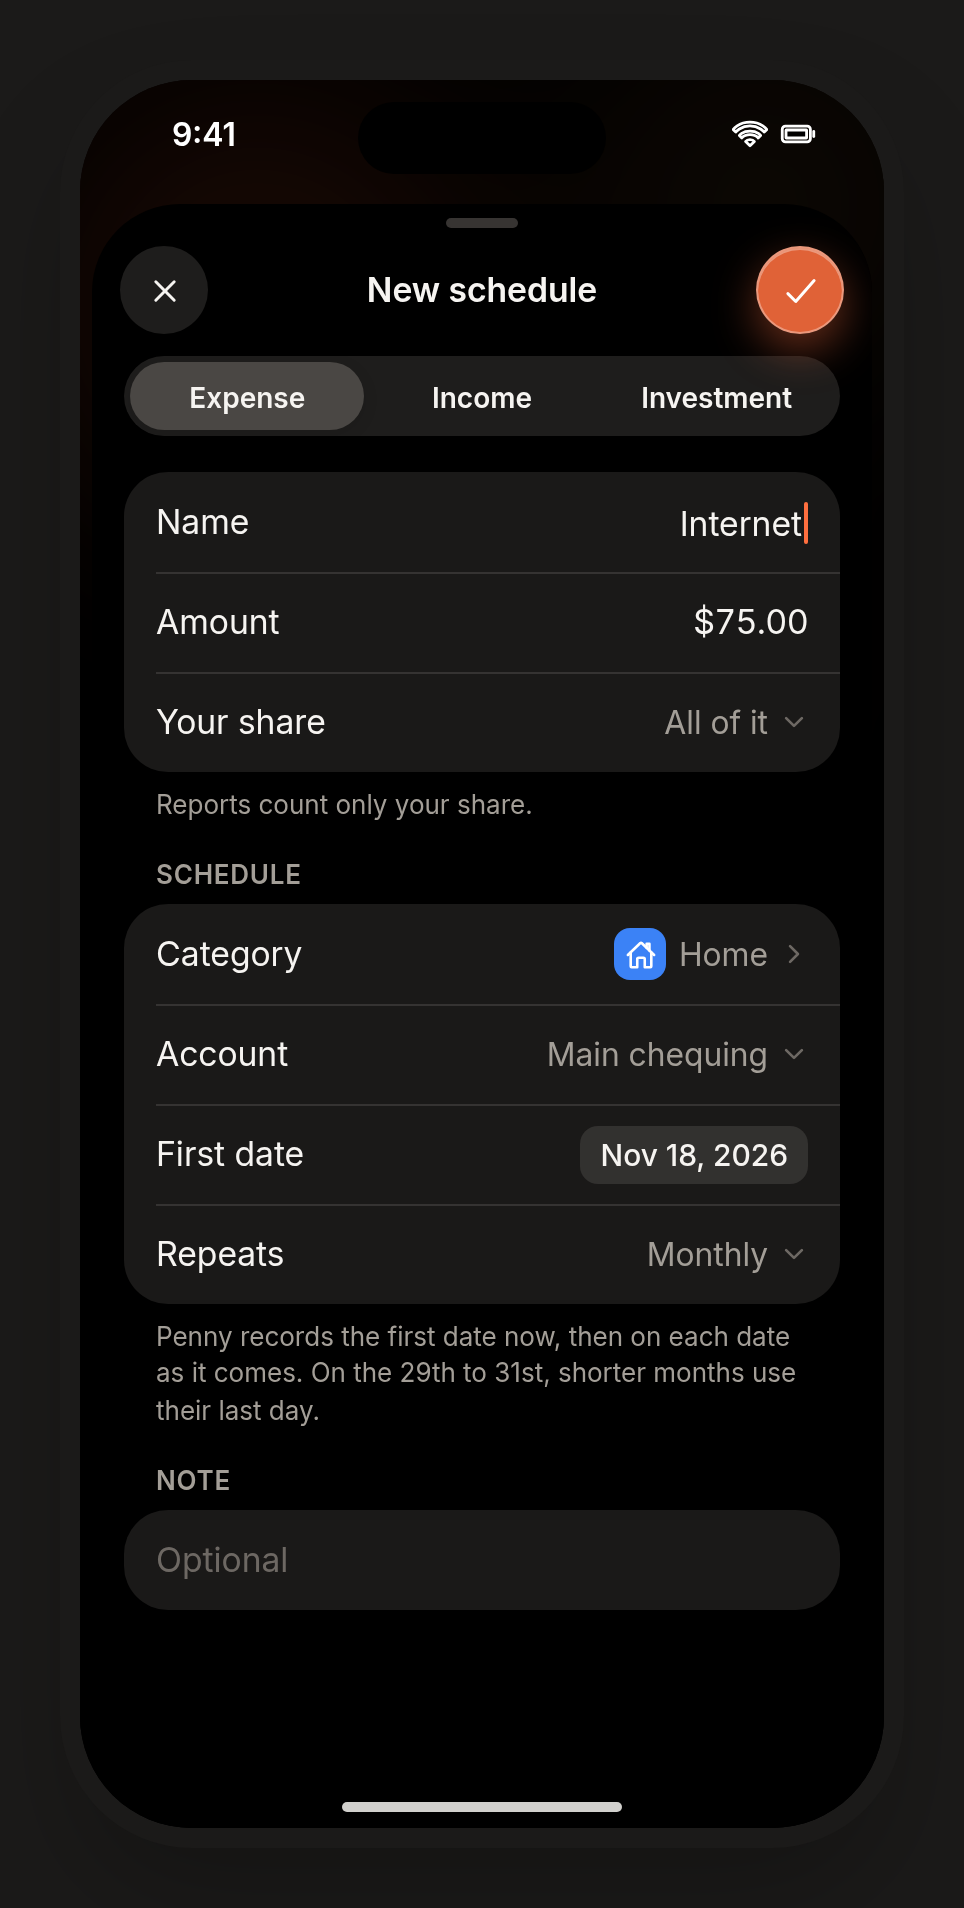 9:41
New schedule
Expense Income Investment
Name Internet
Amount $75.00
Your share All of it
Reports count only your share.
SCHEDULE
Category Home
Account Main chequing
First date Nov 18, 2026
Repeats Monthly
Penny records the first date now, then on each date
as it comes. On the 29th to 31st, shorter months use
their last day.
NOTE
Optional